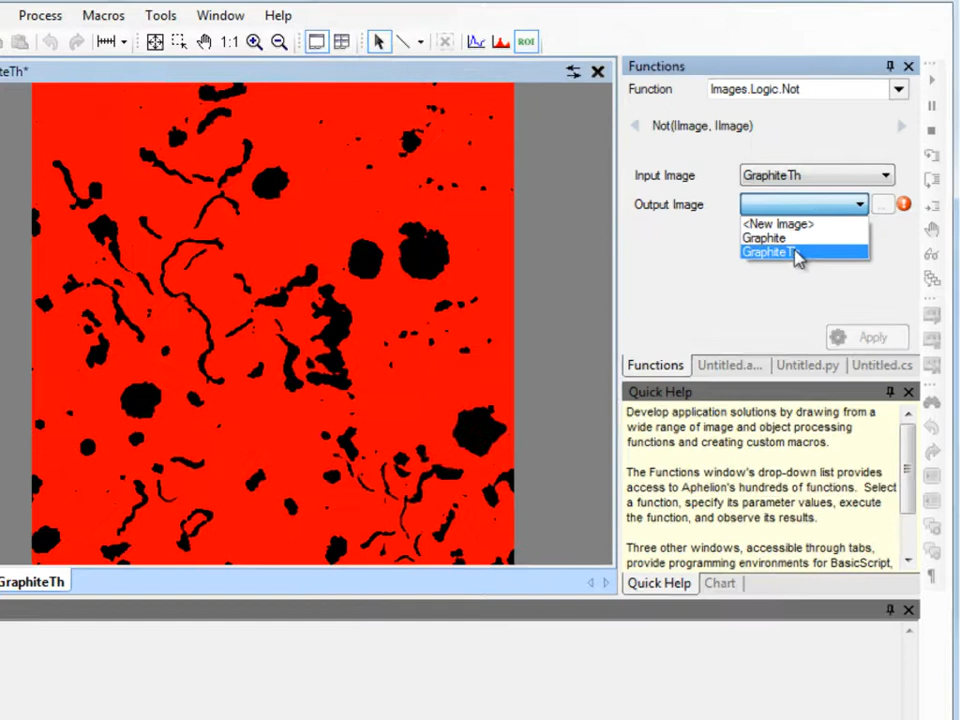 Process Macros Tools Window Help
1:1 ROI
teTh*
Functions
Function Images.Logic.Not
Not(IImage, IImage)
Input Image GraphiteTh
Output Image ...
<New Image>
Graphite
Apply
Functions Untitled.a... Untitled.py Untitled.cs
Quick Help
Develop application solutions by drawing from a
wide range of image and object processing
functions and creating custom macros.
The Functions window's drop-down list provides
access to Aphelion's hundreds of functions. Select
a function, specify its parameter values, execute
the function, and observe its results.
Three other windows, accessible through tabs,
provide programming environments for BasicScript,
GraphiteTh
Quick Help Chart